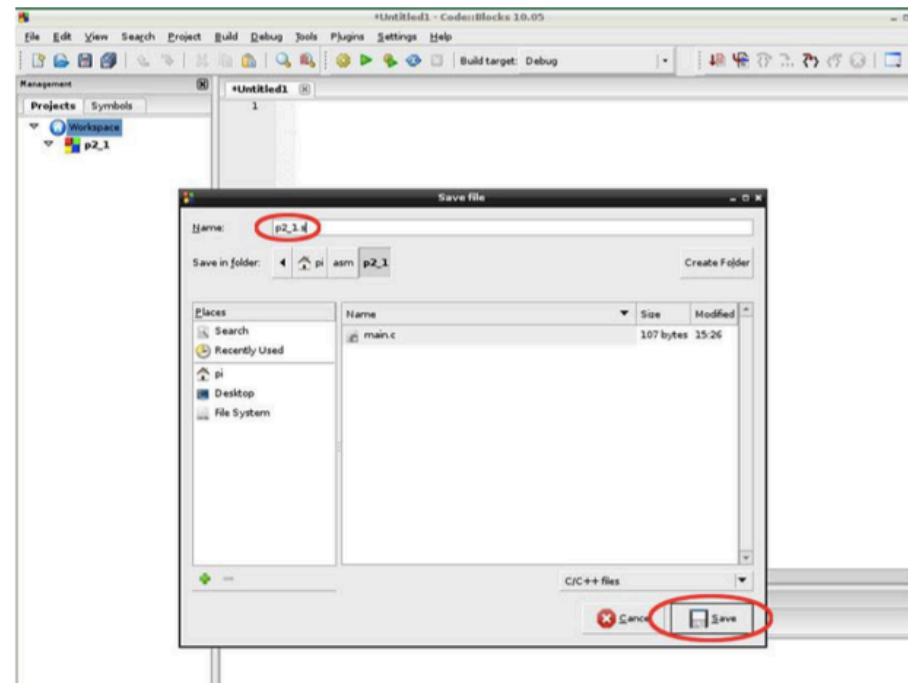 *Untitled1 - Code::Blocks 10.05
File Edit View Search Project Build Debug Tools Plugins Settings Help
Build target: Debug
Management
*Untitled1
Projects Symbols
1
Workspace
p2_1
Save file
Name: p2_1.s
Save in folder: pi asm p2_1 Create Folder
Places
Name Size Modified
Search
main.c 107 bytes 15:26
Recently Used
pi
Desktop
File System
C/C++ files
Cancel Save